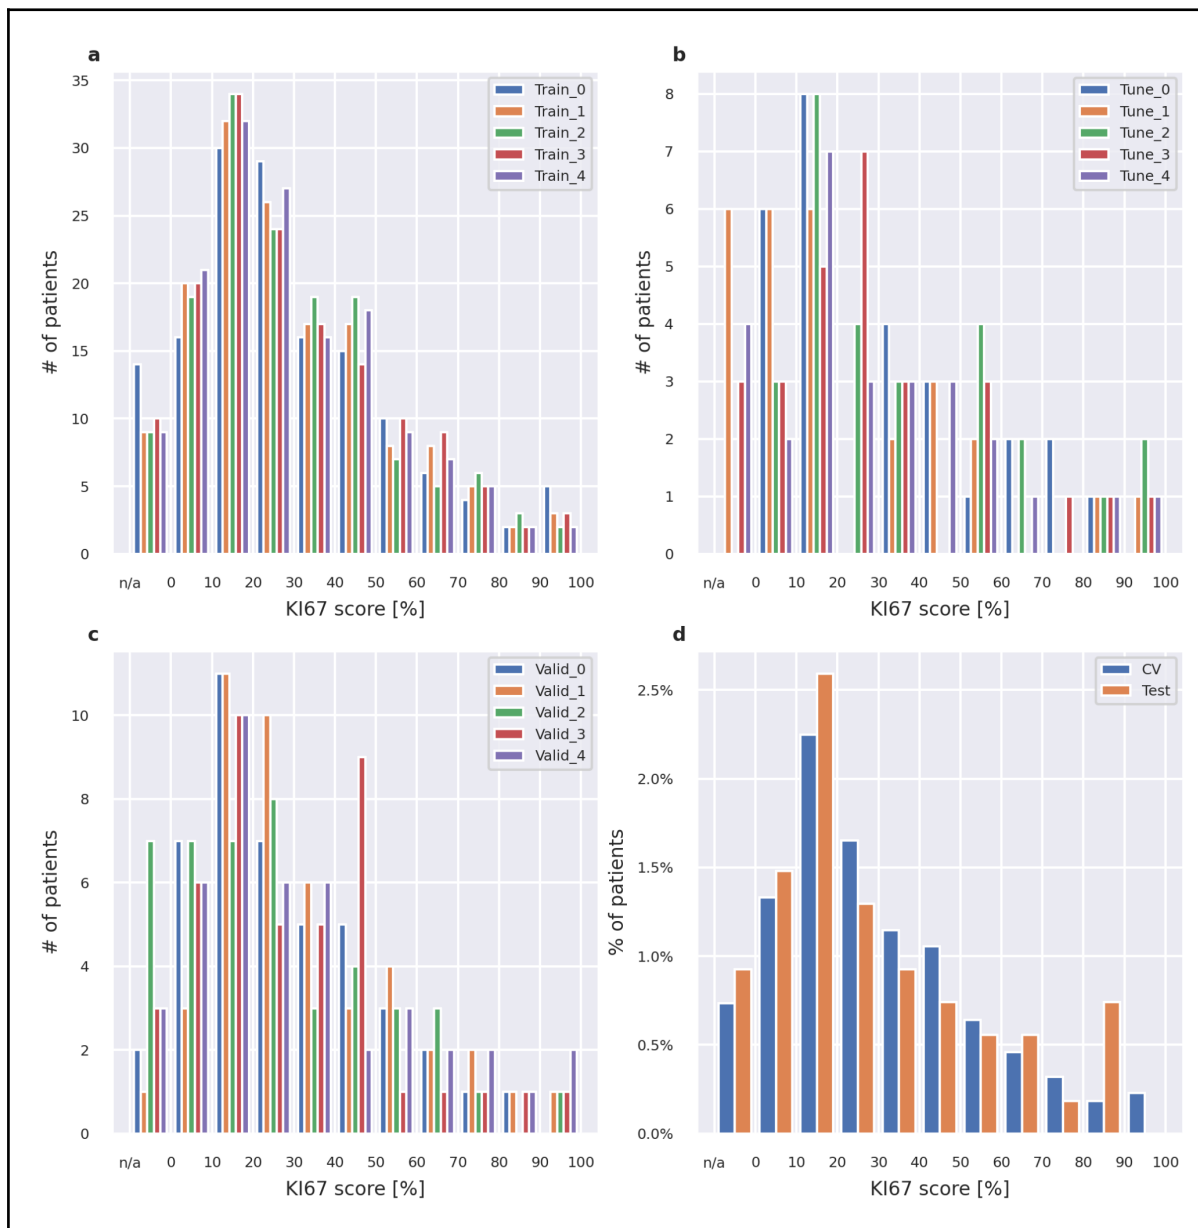 a
35
30
25
20
15
10
5
0
# of patients
Train_0
Train_1
Train_2
Train_3
Train_4
n/a 0 10 20 30 40 50 60 70 80 90 100
KI67 score [%]
b
8
7
6
5
4
3
2
1
0
# of patients
Tune_0
Tune_1
Tune_2
Tune_3
Tune_4
n/a 0 10 20 30 40 50 60 70 80 90 100
KI67 score [%]
c
10
8
6
4
2
0
# of patients
Valid_0
Valid_1
Valid_2
Valid_3
Valid_4
n/a 0 10 20 30 40 50 60 70 80 90 100
KI67 score [%]
d
2.5%
2.0%
1.5%
1.0%
0.5%
0.0%
% of patients
CV
Test
n/a 0 10 20 30 40 50 60 70 80 90 100
KI67 score [%]